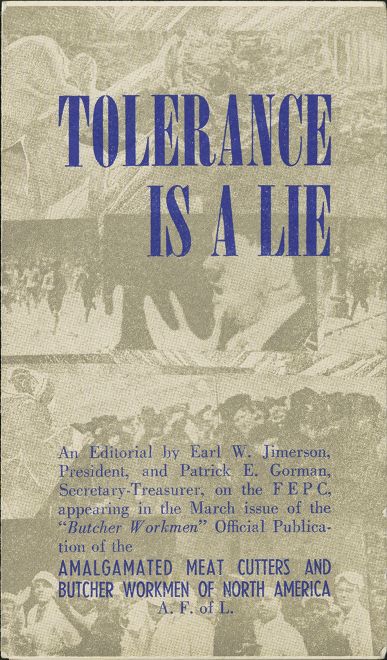 TOLERANCE
IS A LIE
An Editorial by Earl W. Jimerson,
President, and Patrick E. Gorman,
Secretary-Treasurer, on the F E P C,
appearing in the March issue of the
“Butcher Workmen” Official Publica-
tion of the
AMALGAMATED MEAT CUTTERS AND
BUTCHER WORKMEN OF NORTH AMERICA
A. F. of L.